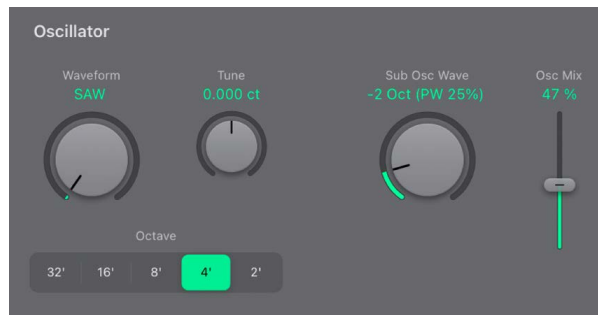 Oscillator
Waveform
SAW
Tune
0.000 ct
Sub Osc Wave
-2 Oct (PW 25%)
Osc Mix
47 %
Octave
32' 16' 8' 4' 2'